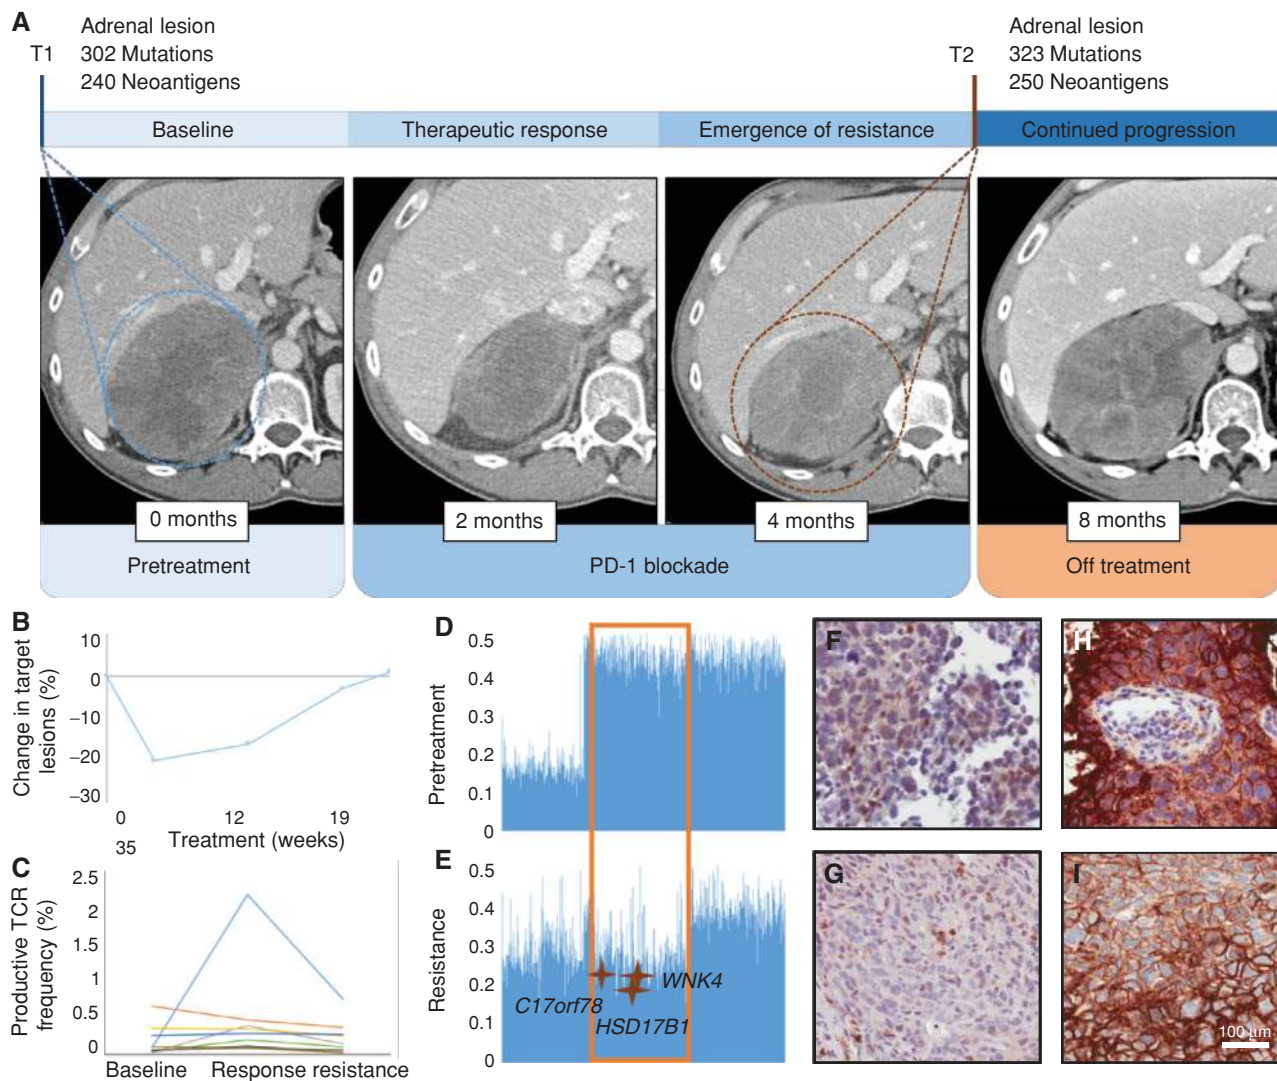 A
Adrenal lesion
302 Mutations
240 Neoantigens
T1
Adrenal lesion
323 Mutations
250 Neoantigens
T2
Baseline
Therapeutic response
Emergence of resistance
Continued progression
0 months
2 months
4 months
8 months
Pretreatment
PD-1 blockade
Off treatment
B
Change in target
lesions (%)
10
0
−10
−20
−30
0
12
19
Treatment (weeks)
35
C
Productive TCR
frequency (%)
2.5
2
1.5
1
0.5
0
Baseline
Response resistance
D
Pretreatment
0.5
0.4
0.3
0.2
0.1
0
E
Resistance
0.5
0.4
0.3
0.2
0.1
0
C17orf78
WNK4
HSD17B1
F
H
G
I
100 μm